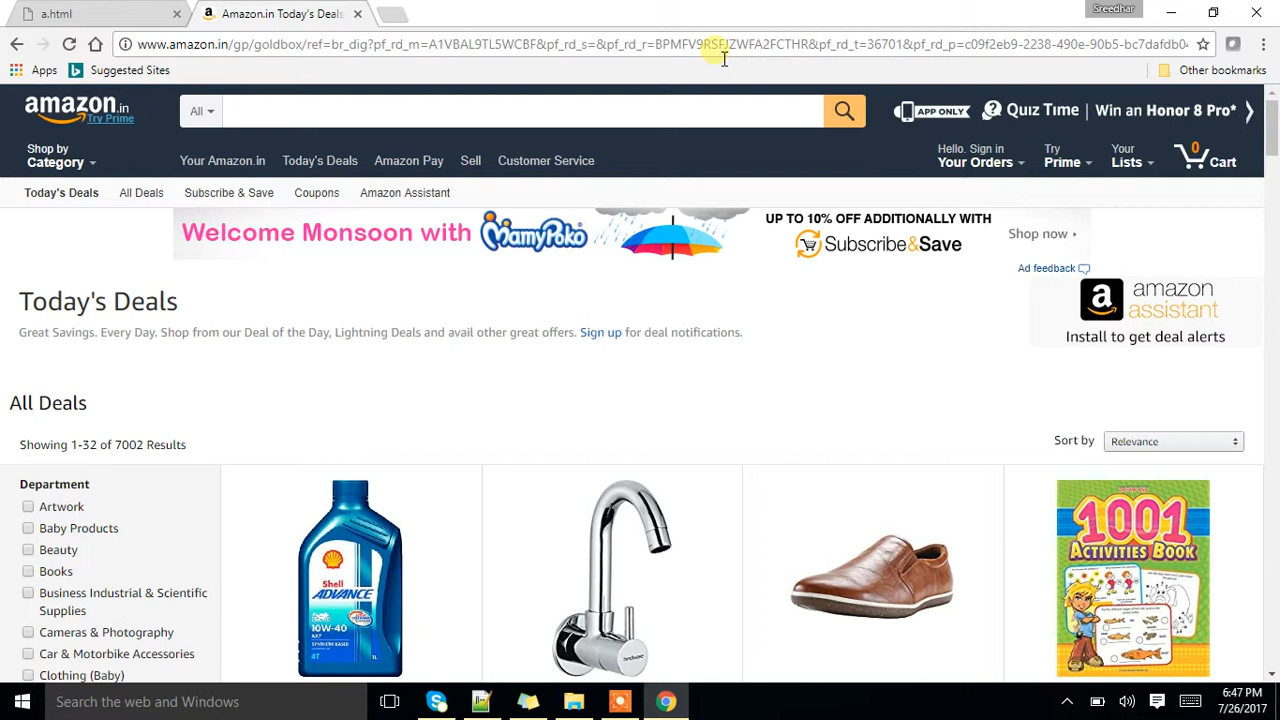 a.html
Amazon.in Today's Deals
Sreedhar
www.amazon.in/gp/goldbox/ref=br_dig?pf_rd_m=A1VBAL9TL5WCBF&pf_rd_s=&pf_rd_r=BPMFV9RSFJZWFA2FCTHR&pf_rd_t=36701&pf_rd_p=c09f2eb9-2238-490e-90b5-bc7dafdb04
Apps
Suggested Sites
Other bookmarks
amazon.in
Try Prime
All
APP ONLY
Quiz Time | Win an Honor 8 Pro*
Shop by
Category
Your Amazon.in
Today's Deals
Amazon Pay
Sell
Customer Service
Hello. Sign in
Your Orders
Try
Prime
Your
Lists
0
Cart
Today's Deals
All Deals
Subscribe & Save
Coupons
Amazon Assistant
Welcome Monsoon with
MamyPoko
UP TO 10% OFF ADDITIONALLY WITH
Subscribe&Save
Shop now
Ad feedback
Today's Deals
Great Savings. Every Day. Shop from our Deal of the Day, Lightning Deals and avail other great offers. Sign up for deal notifications.
amazon
assistant
Install to get deal alerts
All Deals
Showing 1-32 of 7002 Results
Sort by
Relevance
Department
Artwork
Baby Products
Beauty
Books
Business Industrial & Scientific
Supplies
Cameras & Photography
Car & Motorbike Accessories
Clothing (Baby)
Shell
ADVANCE
10W-40
4T
1L
hindware
1001
ACTIVITIES BOOK
Search the web and Windows
6:47 PM
7/26/2017